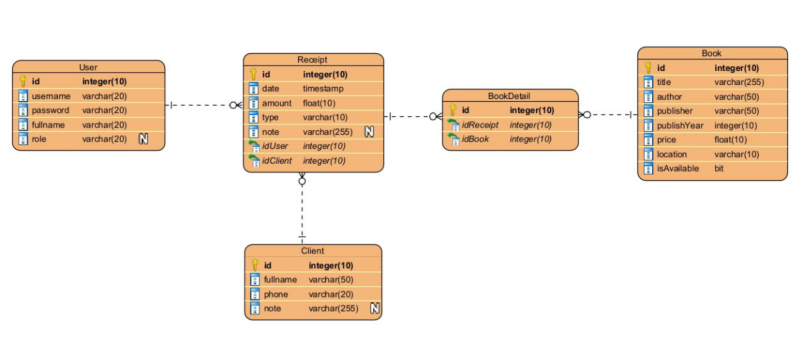 User
id integer(10)
username varchar(20)
password varchar(20)
fullname varchar(20)
role varchar(20) N
Receipt
id integer(10)
date timestamp
amount float(10)
type varchar(10)
note varchar(255) N
idUser integer(10)
idClient integer(10)
BookDetail
id integer(10)
idReceipt integer(10)
idBook integer(10)
Book
id integer(10)
title varchar(255)
author varchar(50)
publisher varchar(50)
publishYear integer(10)
price float(10)
location varchar(10)
isAvailable bit
Client
id integer(10)
fullname varchar(50)
phone varchar(20)
note varchar(255) N